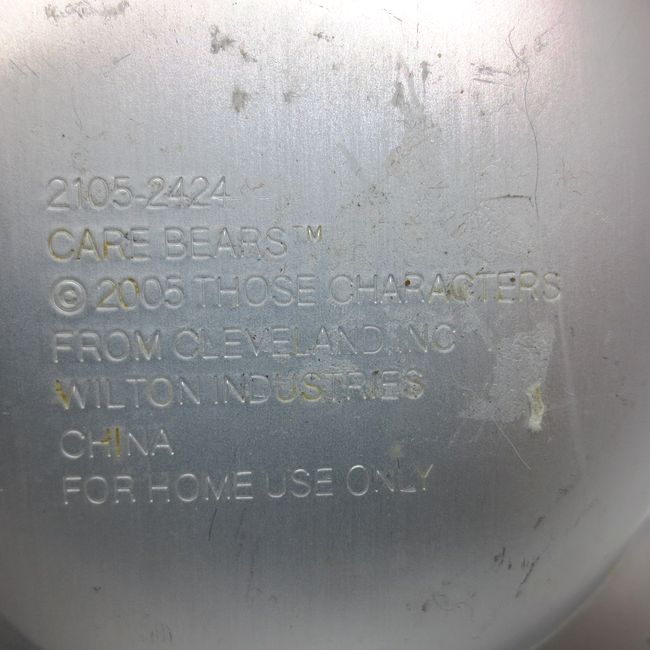 2105-2424
CARE BEARS™
© 2005 THOSE CHARACTERS
FROM CLEVELAND, INC
WILTON INDUSTRIES
CHINA
FOR HOME USE ONLY